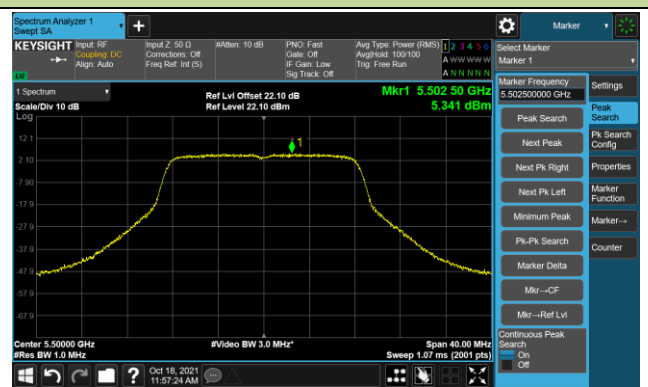 Spectrum Analyzer 1
Swept SA
+
Marker
KEYSIGHT
Input: RF
Coupling: DC
Align: Auto
Input Z: 50 Ω
Corrections: Off
Freq Ref: Int (S)
#Atten: 10 dB
PNO: Fast
Gate: Off
IF Gain: Low
Sig Track: Off
Avg Type: Power (RMS)
Avg|Hold: 100/100
Trig: Free Run
1 2 3 4 5 6
A W W W W W
A N N N N N
LV
Select Marker
Marker 1
1 Spectrum
Scale/Div 10 dB
Log
Ref Lvl Offset 22.10 dB
Ref Level 22.10 dBm
Mkr1 5.502 50 GHz
5.341 dBm
1
12.1
2.10
-7.90
-17.9
-27.9
-37.9
-47.9
-57.9
-67.9
Center 5.50000 GHz
#Res BW 1.0 MHz
#Video BW 3.0 MHz*
Span 40.00 MHz
Sweep 1.07 ms (2001 pts)
Marker Frequency
5.502500000 GHz
Peak Search
Next Peak
Next Pk Right
Next Pk Left
Minimum Peak
Pk-Pk Search
Marker Delta
Mkr→CF
Mkr→Ref Lvl
Continuous Peak
Search
On
Off
Settings
Peak
Search
Pk Search
Config
Properties
Marker
Function
Marker→
Counter
?
Oct 18, 2021
11:57:24 AM